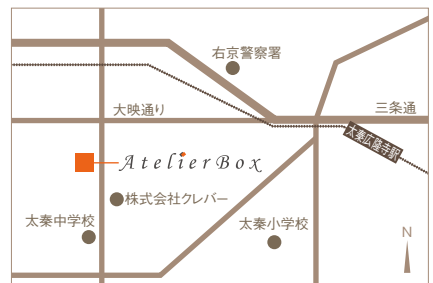 右京警察署
大映通り
三条通
太秦広隆寺駅
AtelierBox
株式会社クレバー
太秦中学校
太秦小学校
N